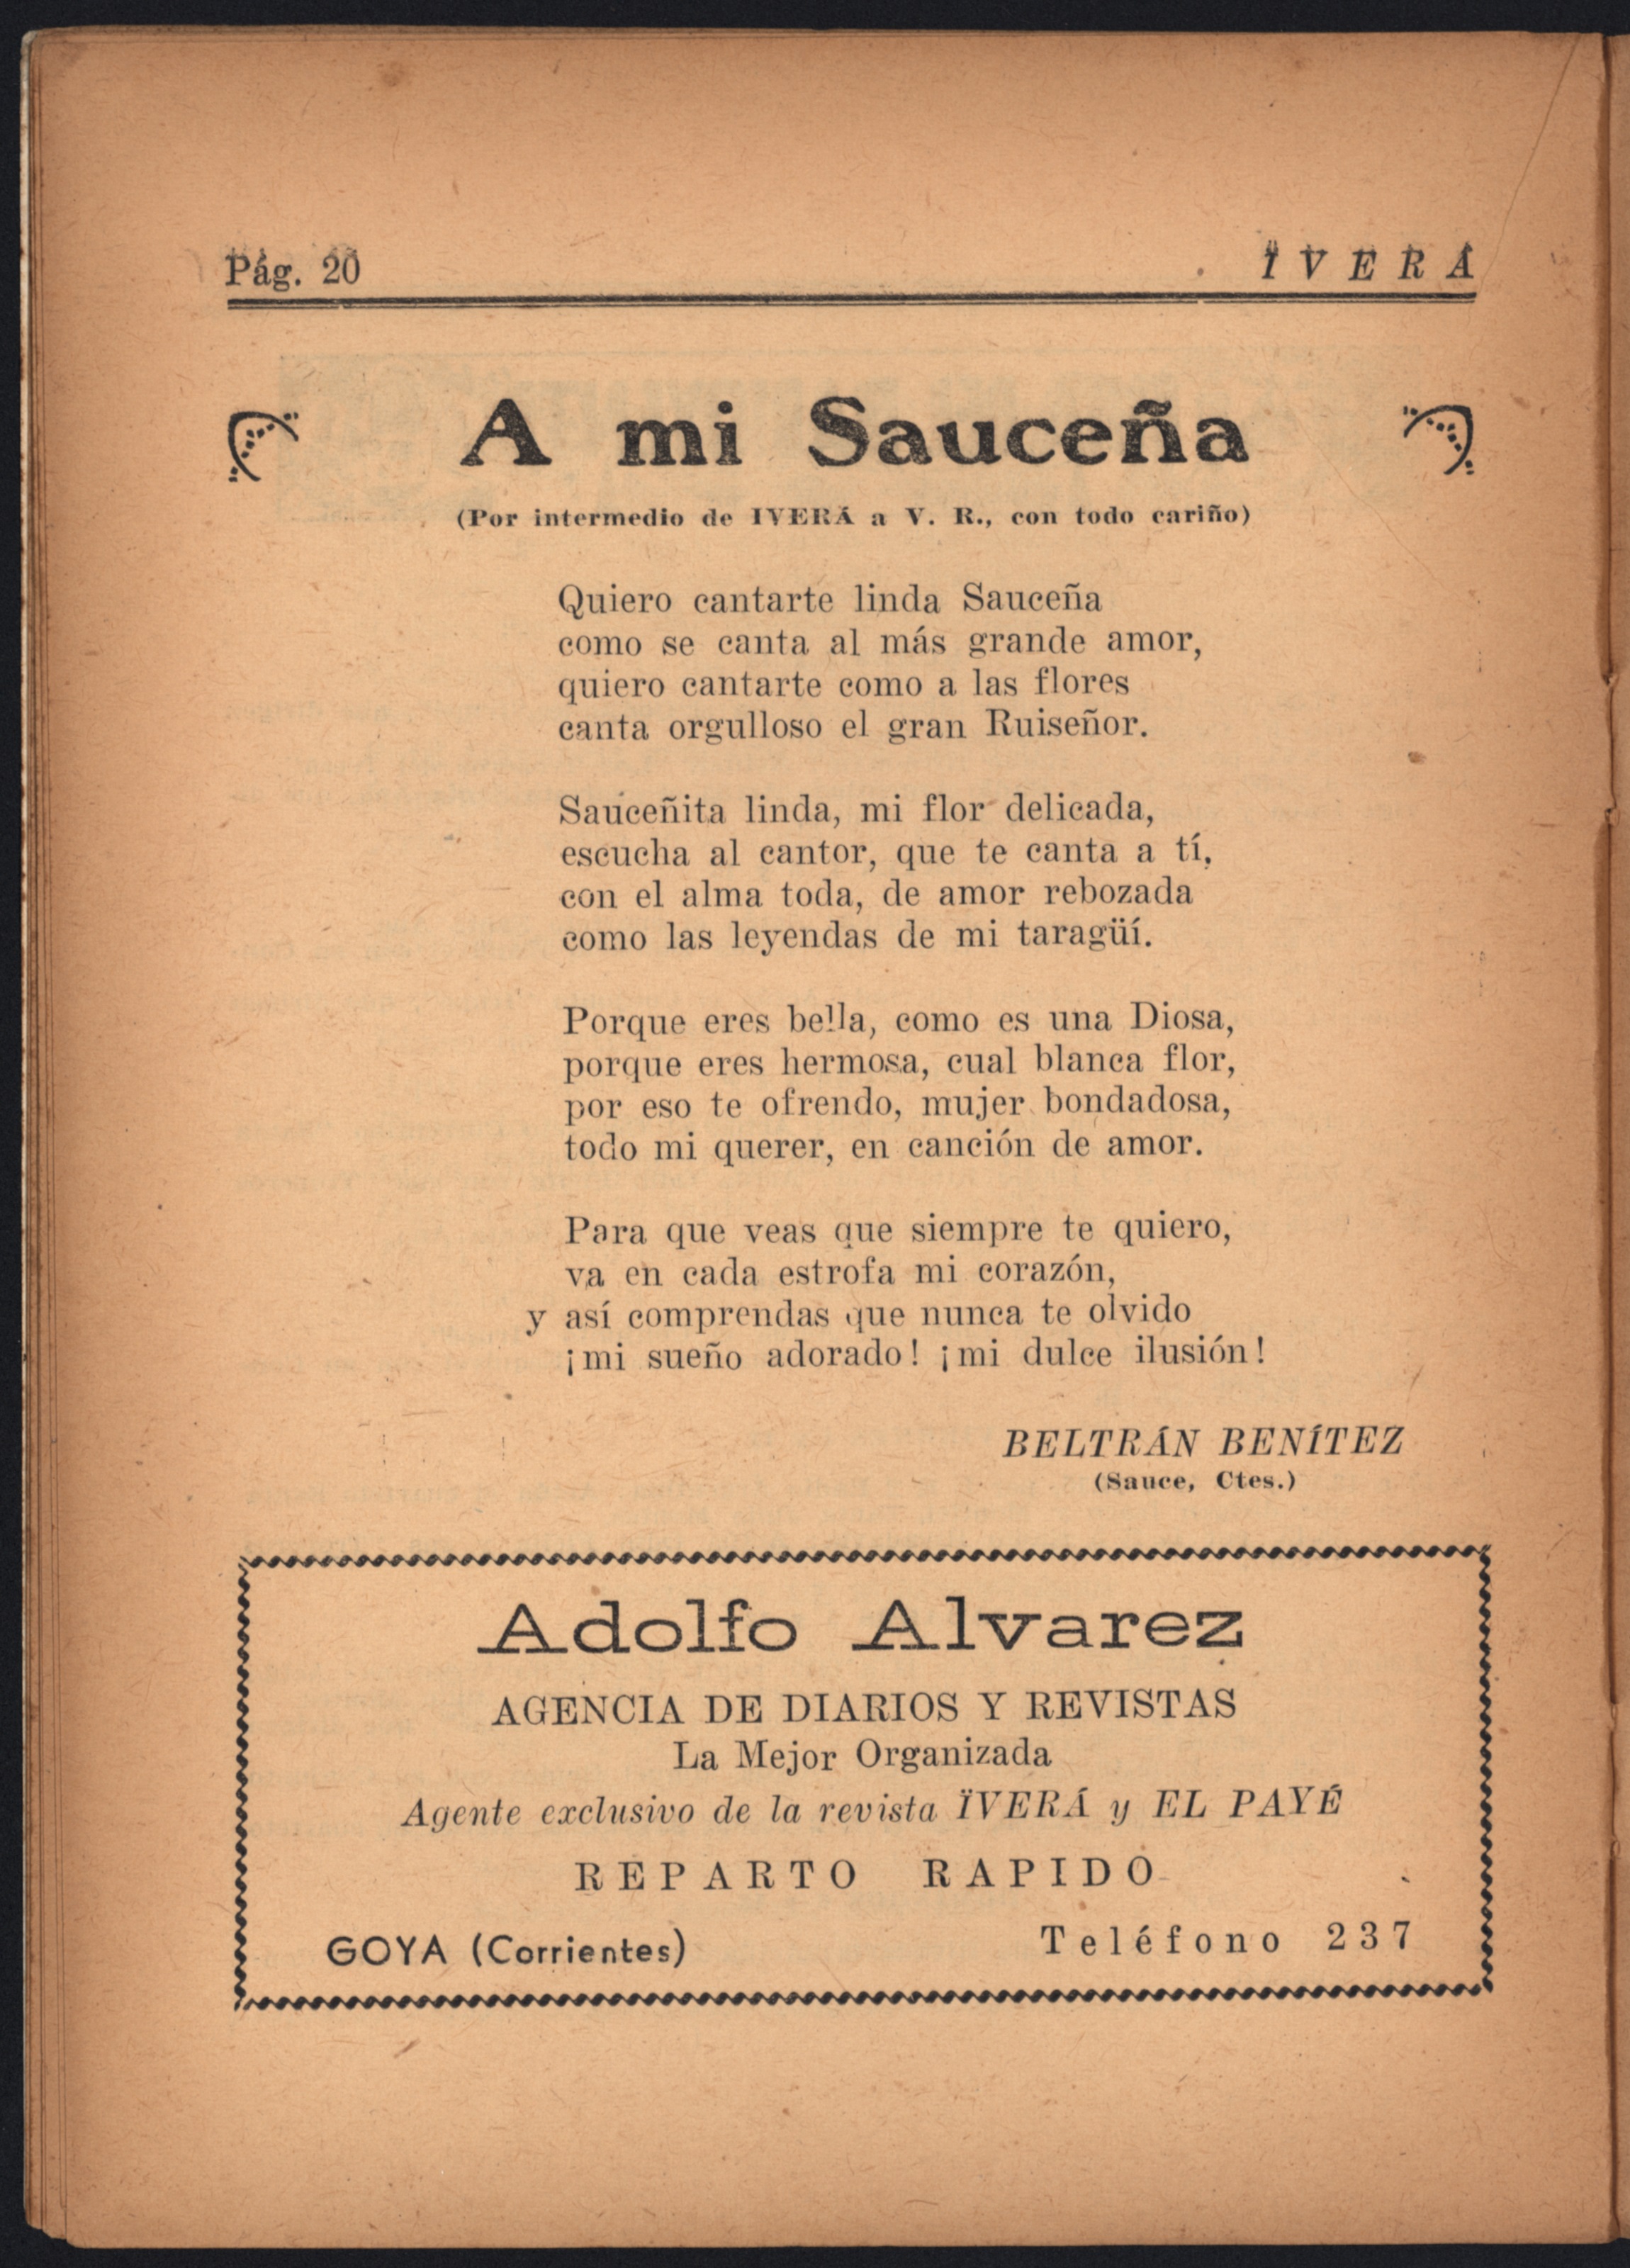 Pág. 20
ÏVERÁ
A mi Sauceña
(Por intermedio de IVERÁ a V. R., con todo cariño)
Quiero cantarte linda Sauceña
como se canta al más grande amor,
quiero cantarte como a las flores
canta orgulloso el gran Ruiseñor.
Sauceñita linda, mi flor delicada,
escucha al cantor, que te canta a tí,
con el alma toda, de amor rebozada
como las leyendas de mi taragüí.
Porque eres bella, como es una Diosa,
porque eres hermosa, cual blanca flor,
por eso te ofrendo, mujer bondadosa,
todo mi querer, en canción de amor.
Para que veas que siempre te quiero,
va en cada estrofa mi corazón,
y así comprendas que nunca te olvido
¡mi sueño adorado! ¡mi dulce ilusión!
BELTRÁN BENÍTEZ
(Sauce, Ctes.)
Adolfo Alvarez
AGENCIA DE DIARIOS Y REVISTAS
La Mejor Organizada
Agente exclusivo de la revista ÏVERÁ y EL PAYÉ
REPARTO RAPIDO
GOYA (Corrientes)
Teléfono 237